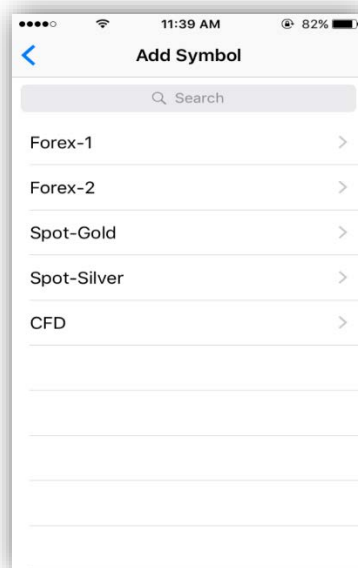 11:39 AM 82%
Add Symbol
Search
Forex-1
Forex-2
Spot-Gold
Spot-Silver
CFD